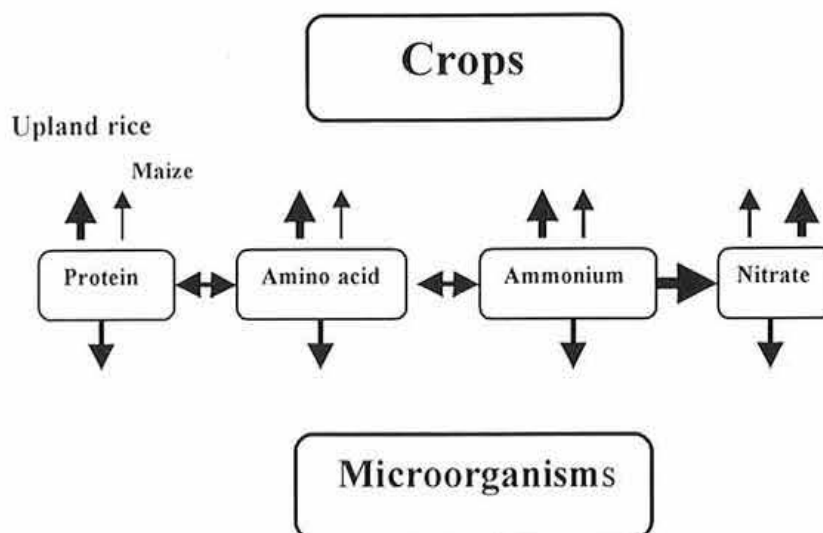 Crops
Upland rice
Maize
Protein
Amino acid
Ammonium
Nitrate
Microorganisms